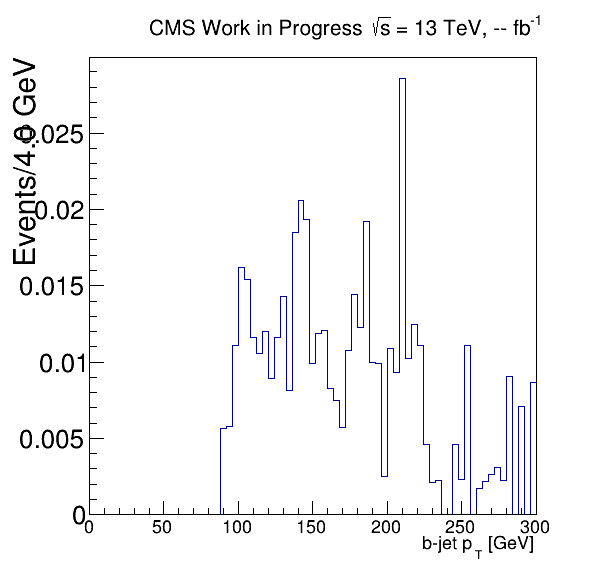 CMS Work in Progress √s = 13 TeV, -- fb⁻¹
Events/4.0 GeV
0.025
0.02
0.015
0.01
0.005
0
0 50 100 150 200 250 300
b-jet p_T [GeV]